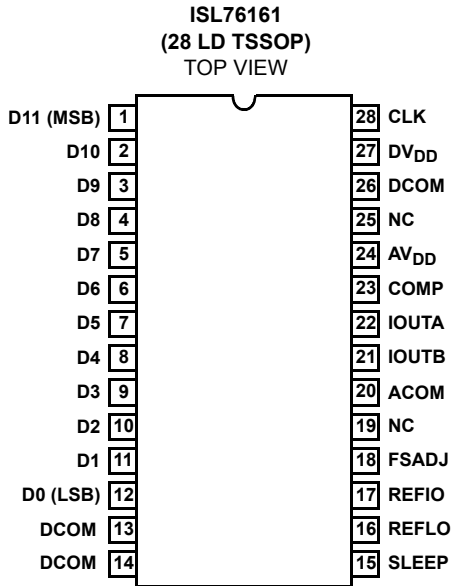 ISL76161
(28 LD TSSOP)
TOP VIEW
D11 (MSB) 1 28 CLK
D10 2 27 DVDD
D9 3 26 DCOM
D8 4 25 NC
D7 5 24 AVDD
D6 6 23 COMP
D5 7 22 IOUTA
D4 8 21 IOUTB
D3 9 20 ACOM
D2 10 19 NC
D1 11 18 FSADJ
D0 (LSB) 12 17 REFIO
DCOM 13 16 REFLO
DCOM 14 15 SLEEP